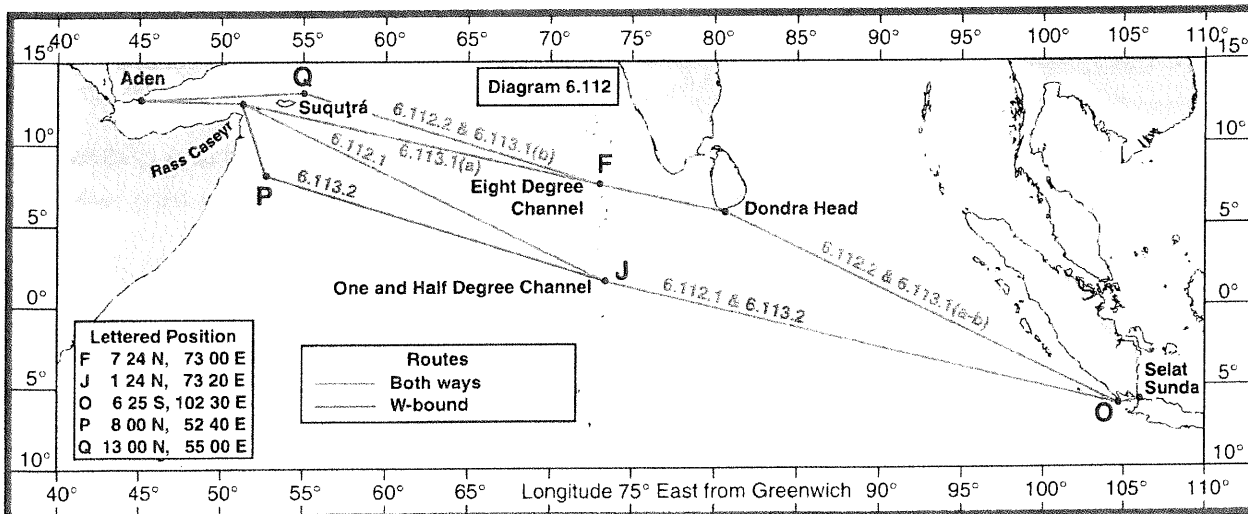 40° 45° 50° 55° 60° 65° 70° 75° 80° 85° 90° 95° 100° 105° 110°
15° 15°
Aden
Q
Diagram 6.112
Suquţrá
6.112.2 & 6.113.1(b)
10° 10°
Rass Caseyr
6.112.1
6.113.1(a)
F
P
6.113.2
Eight Degree
Channel
Dondra Head
5° 5°
J
One and Half Degree Channel
6.112.1 & 6.113.2
6.112.2 & 6.113.1(a-b)
0° 0°
Lettered Position
F 7 24 N, 73 00 E
J 1 24 N, 73 20 E
O 6 25 S, 102 30 E
P 8 00 N, 52 40 E
Q 13 00 N, 55 00 E
Routes
Both ways
W-bound
Selat
Sunda
5° 5°
O
10° 10°
40° 45° 50° 55° 60° 65° 70° Longitude 75° East from Greenwich 90° 95° 100° 105° 110°